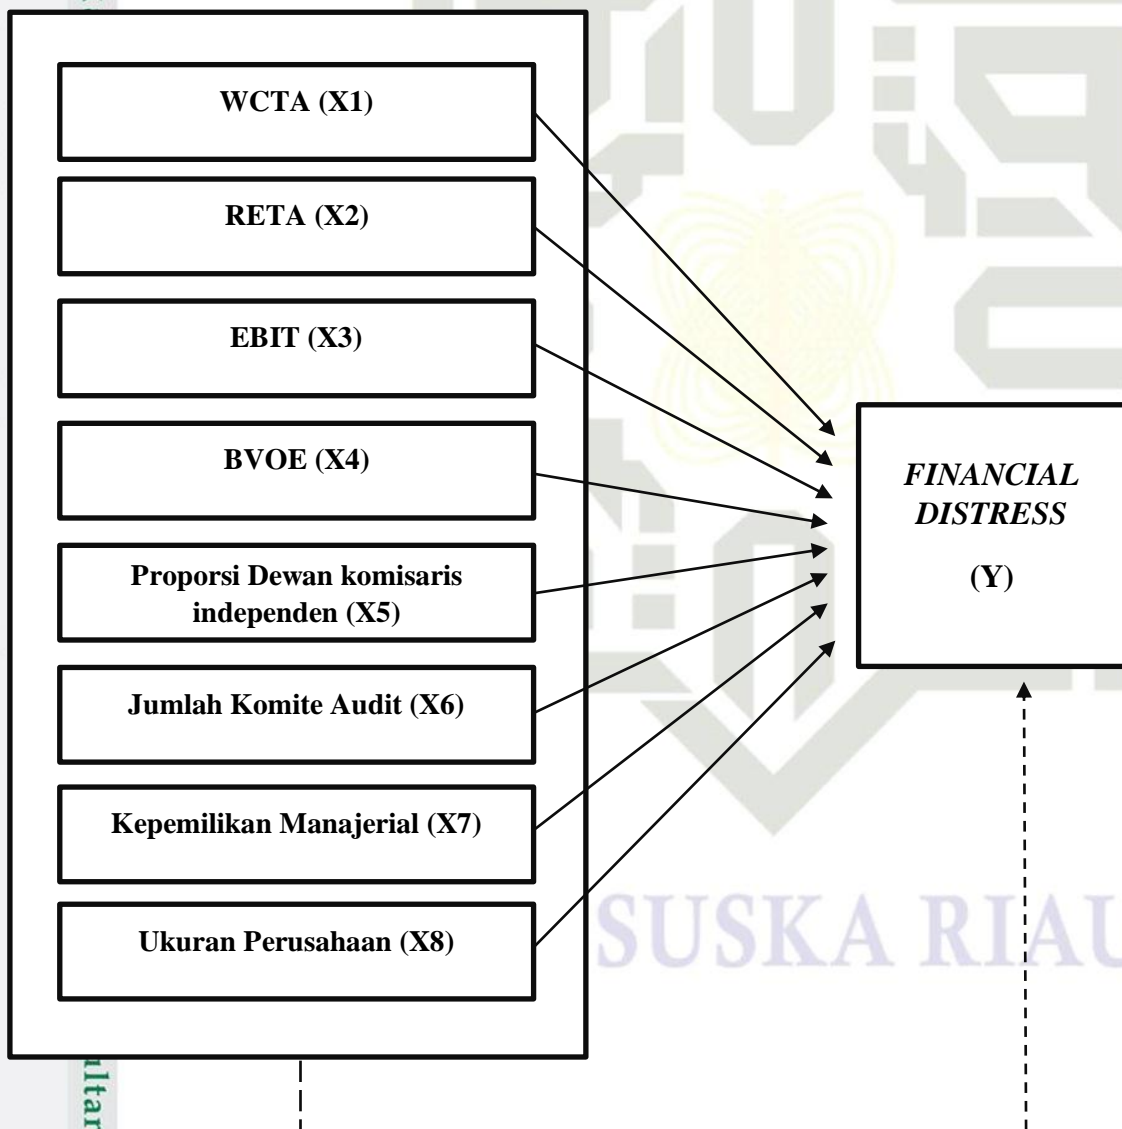 WCTA (X1)
RETA (X2)
EBIT (X3)
BVOE (X4)
Proporsi Dewan komisaris
independen (X5)
Jumlah Komite Audit (X6)
Kepemilikan Manajerial (X7)
Ukuran Perusahaan (X8)
FINANCIAL
DISTRESS
(Y)
SUSKA RIAU
ultan